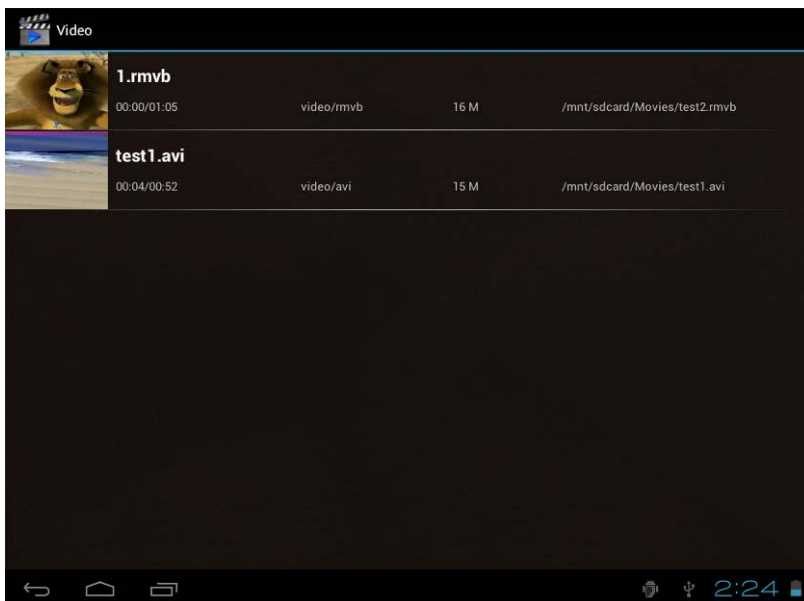 Video
1.rmvb
00:00/01:05 video/rmvb 16 M /mnt/sdcard/Movies/test2.rmvb
test1.avi
00:04/00:52 video/avi 15 M /mnt/sdcard/Movies/test1.avi
2:24